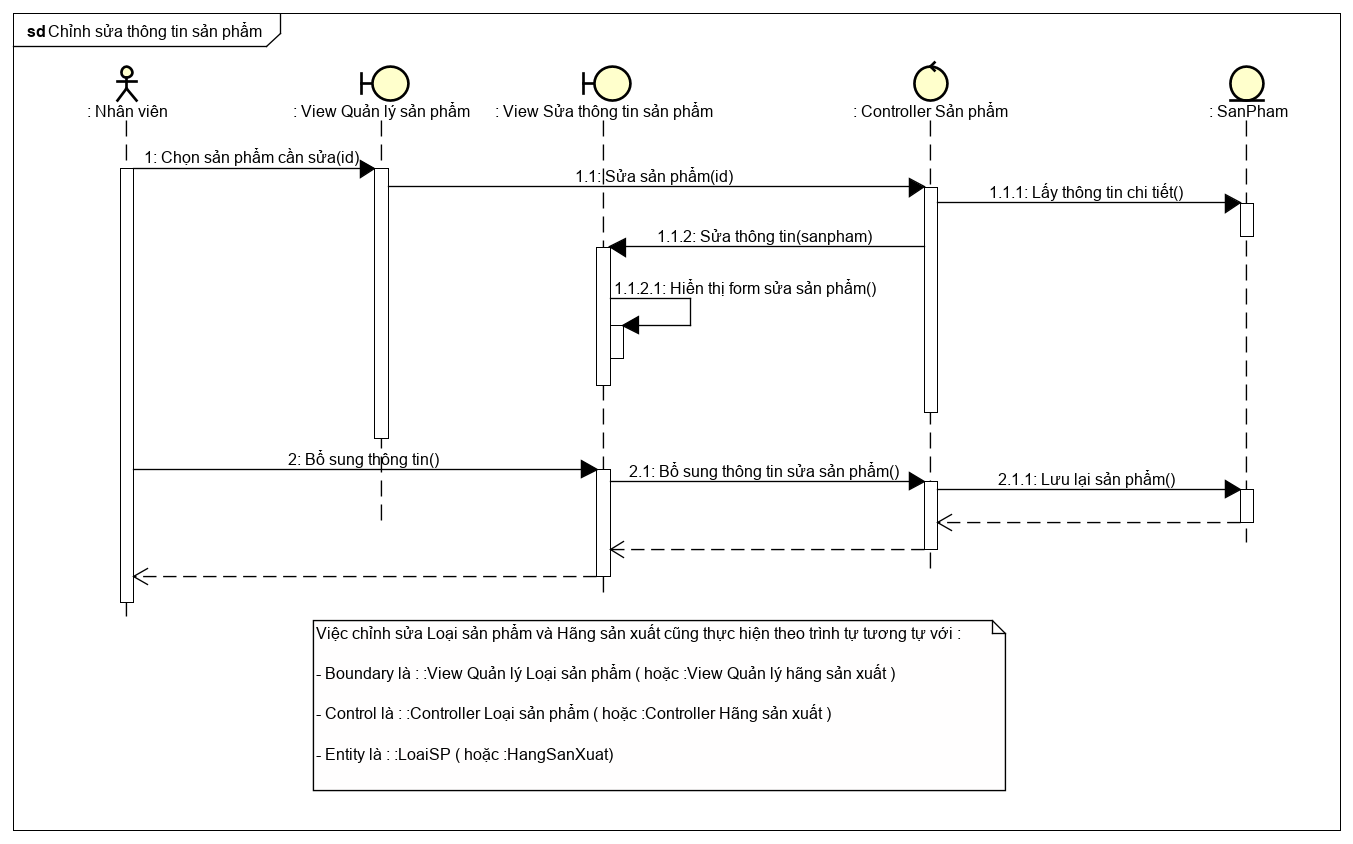 sd Chỉnh sửa thông tin sản phẩm
: Nhân viên
: View Quản lý sản phẩm
: View Sửa thông tin sản phẩm
: Controller Sản phẩm
: SanPham
1: Chọn sản phẩm cần sửa(id)
1.1: Sửa sản phẩm(id)
1.1.1: Lấy thông tin chi tiết()
1.1.2: Sửa thông tin(sanpham)
1.1.2.1: Hiển thị form sửa sản phẩm()
2: Bổ sung thông tin()
2.1: Bổ sung thông tin sửa sản phẩm()
2.1.1: Lưu lại sản phẩm()
Việc chỉnh sửa Loại sản phẩm và Hãng sản xuất cũng thực hiện theo trình tự tương tự với :
- Boundary là : :View Quản lý Loại sản phẩm ( hoặc :View Quản lý hãng sản xuất )
- Control là : :Controller Loại sản phẩm ( hoặc :Controller Hãng sản xuất )
- Entity là : :LoaiSP ( hoặc :HangSanXuat)